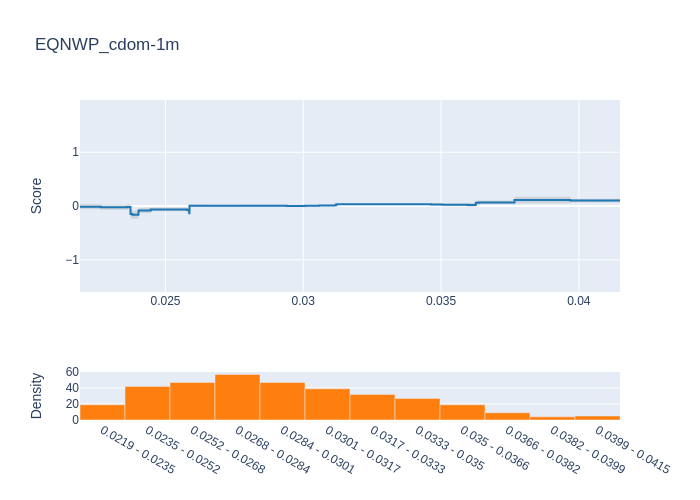 EQNWP_cdom-1m
Score
1
0
−1
0.025
0.03
0.035
0.04
Density
60
40
20
0
0.0219 - 0.0235
0.0235 - 0.0252
0.0252 - 0.0268
0.0268 - 0.0284
0.0284 - 0.0301
0.0301 - 0.0317
0.0317 - 0.0333
0.0333 - 0.035
0.035 - 0.0366
0.0366 - 0.0382
0.0382 - 0.0399
0.0399 - 0.0415